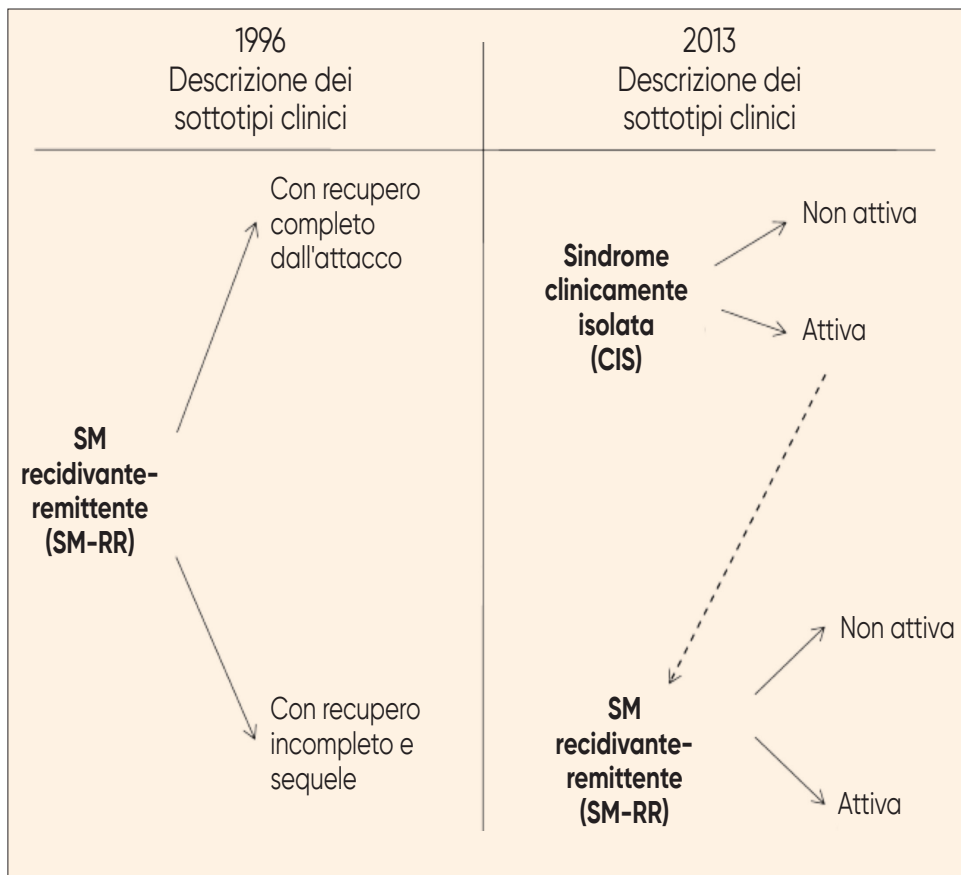 1996
Descrizione dei
sottotipi clinici
Con recupero
completo
dall'attacco
SM
recidivante-
remittente
(SM-RR)
Con recupero
incompleto e
sequele
2013
Descrizione dei
sottotipi clinici
Sindrome
clinicamente
isolata
(CIS)
Non attiva
Attiva
SM
recidivante-
remittente
(SM-RR)
Non attiva
Attiva